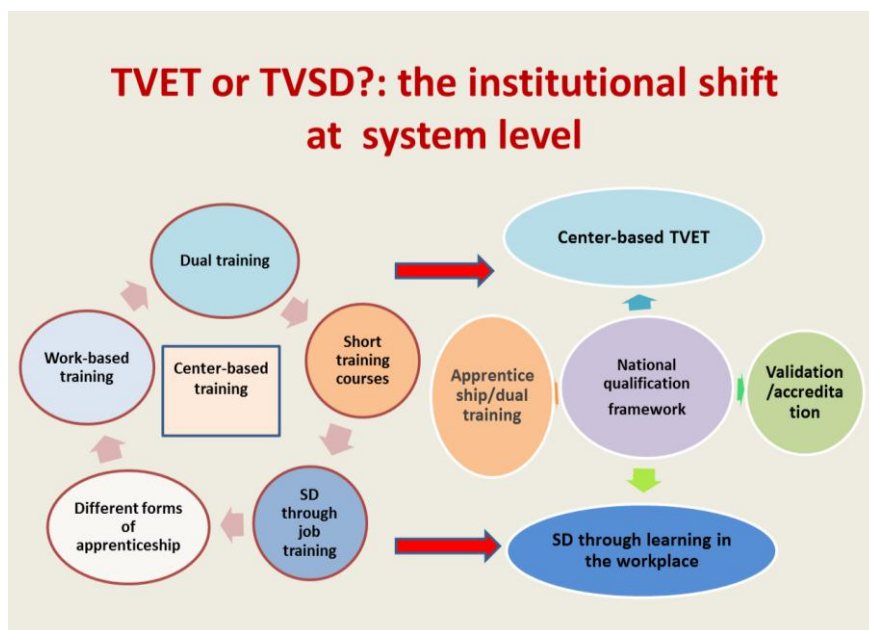 TVET or TVSD?: the institutional shift
at system level
Dual training
Work-based
training
Center-based
training
Short
training
courses
Different forms
of
apprenticeship
SD
through
job
training
Center-based TVET
Apprentice
ship/dual
training
National
qualification
framework
Validation
/accredita
tion
SD through learning in
the workplace